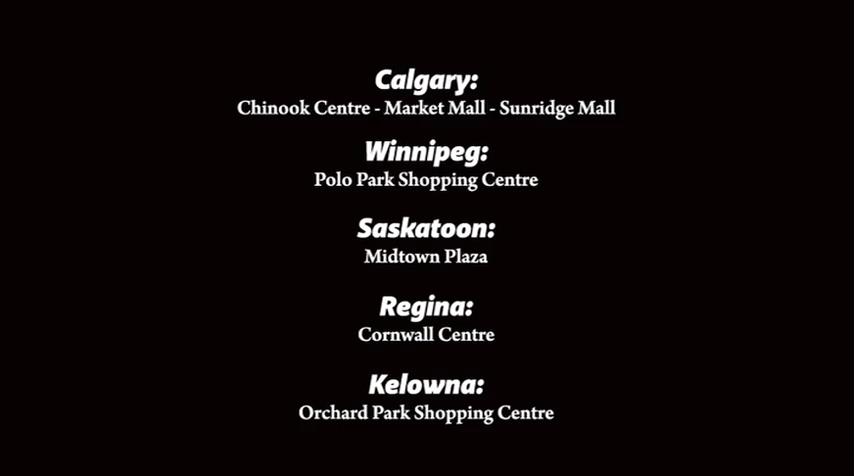 Calgary:
Chinook Centre - Market Mall - Sunridge Mall
Winnipeg:
Polo Park Shopping Centre
Saskatoon:
Midtown Plaza
Regina:
Cornwall Centre
Kelowna:
Orchard Park Shopping Centre